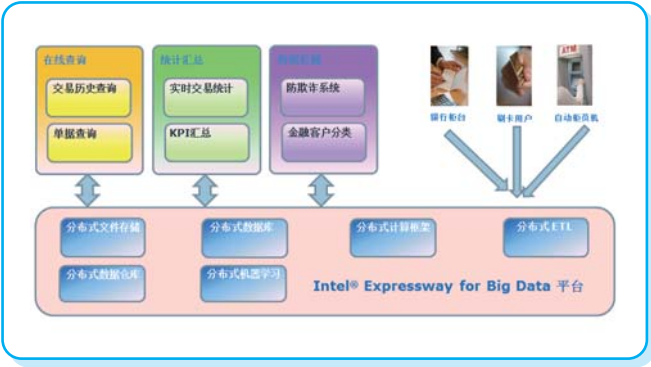 在线查询
统计汇总
数据挖掘
交易历史查询
单据查询
实时交易统计
KPI汇总
防欺诈系统
金融客户分类
ATM
银行柜台
刷卡用户
自动柜员机
分布式文件存储
分布式数据库
分布式计算框架
分布式ETL
分布式数据仓库
分布式机器学习
Intel® Expressway for Big Data 平台